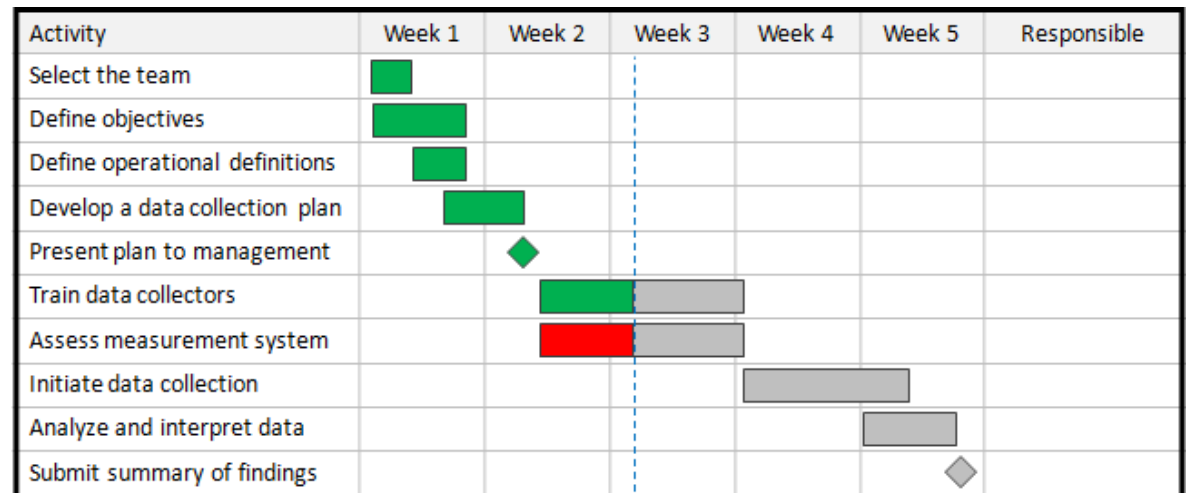 Activity Week 1 Week 2 Week 3 Week 4 Week 5 Responsible
Select the team
Define objectives
Define operational definitions
Develop a data collection plan
Present plan to management
Train data collectors
Assess measurement system
Initiate data collection
Analyze and interpret data
Submit summary of findings